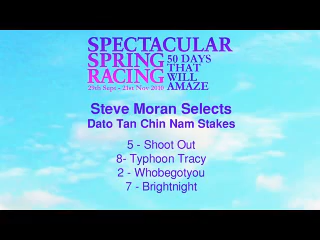 SPECTACULAR
SPRING 50 DAYS
THAT
RACING WILL
25th Sept - 21st Nov 2010 AMAZE
Steve Moran Selects
Dato Tan Chin Nam Stakes
5 - Shoot Out
8- Typhoon Tracy
2 - Whobegotyou
7 - Brightnight